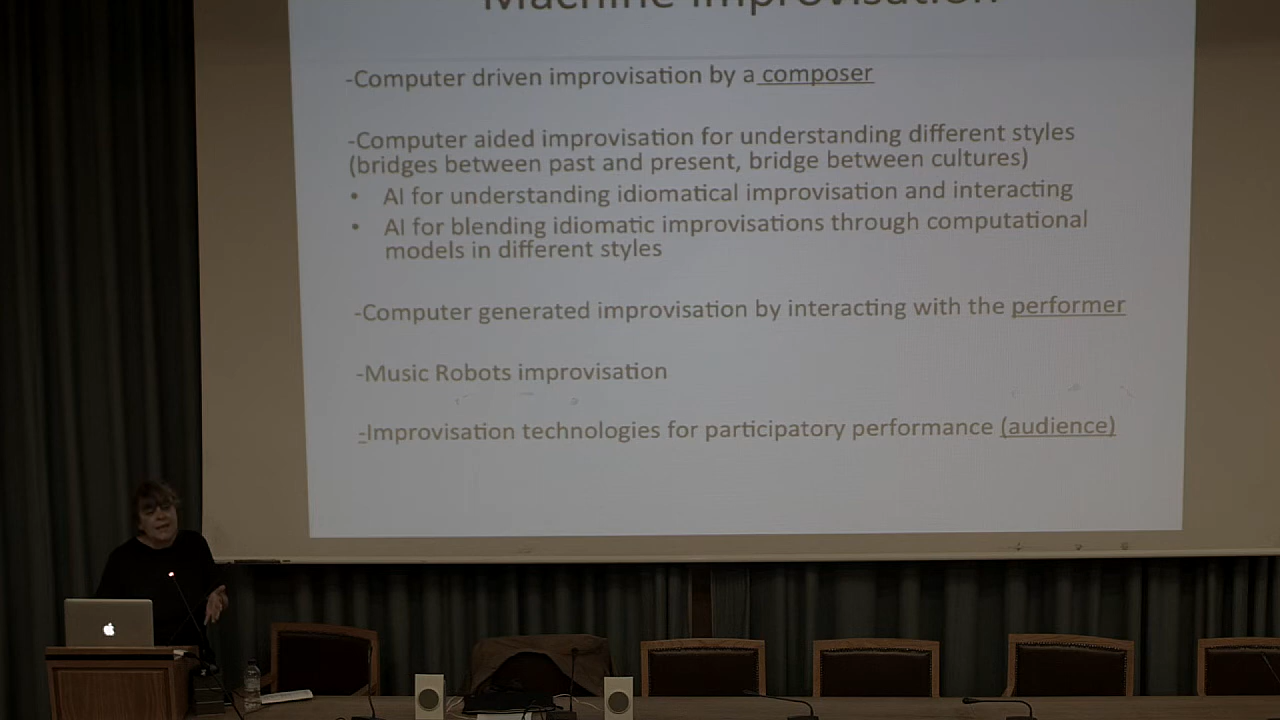 Machine Improvisation
-Computer driven improvisation by a composer
-Computer aided improvisation for understanding different styles
(bridges between past and present, bridge between cultures)
• AI for understanding idiomatical improvisation and interacting
• AI for blending idiomatic improvisations through computational
models in different styles
-Computer generated improvisation by interacting with the performer
-Music Robots improvisation
-Improvisation technologies for participatory performance (audience)